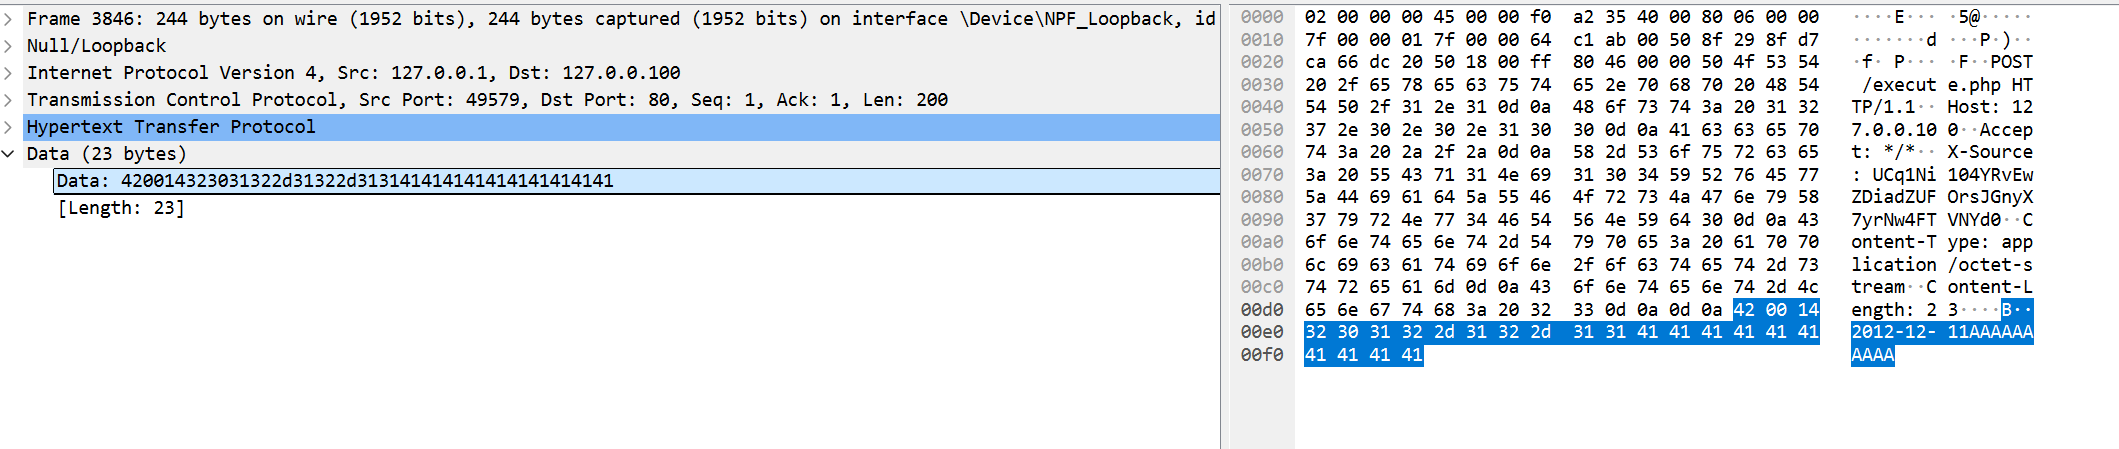 Frame 3846: 244 bytes on wire (1952 bits), 244 bytes captured (1952 bits) on interface \Device\NPF_Loopback, id
Null/Loopback
Internet Protocol Version 4, Src: 127.0.0.1, Dst: 127.0.0.100
Transmission Control Protocol, Src Port: 49579, Dst Port: 80, Seq: 1, Ack: 1, Len: 200
Hypertext Transfer Protocol
Data (23 bytes)
Data: 420014323031322d31322d313141414141414141414141
[Length: 23]
0000 02 00 00 00 45 00 00 f0 a2 35 40 00 80 06 00 00 ····E··· ·5@·····
0010 7f 00 00 01 7f 00 00 64 c1 ab 00 50 8f 29 8f d7 ·······d ···P·)··
0020 ca 66 dc 20 50 18 00 ff 80 46 00 00 50 4f 53 54 ·f· P··· ·F··POST
0030 20 2f 65 78 65 63 75 74 65 2e 70 68 70 20 48 54 /execut e.php HT
0040 54 50 2f 31 2e 31 0d 0a 48 6f 73 74 3a 20 31 32 TP/1.1·· Host: 12
0050 37 2e 30 2e 30 2e 31 30 30 0d 0a 41 63 63 65 70 7.0.0.10 0··Accep
0060 74 3a 20 2a 2f 2a 0d 0a 58 2d 53 6f 75 72 63 65 t: */*·· X-Source
0070 3a 20 55 43 71 31 4e 69 31 30 34 59 52 76 45 77 : UCq1Ni 104YRvEw
0080 5a 44 69 61 64 5a 55 46 4f 72 73 4a 47 6e 79 58 ZDiadZUF OrsJGnyX
0090 37 79 72 4e 77 34 46 54 56 4e 59 64 30 0d 0a 43 7yrNw4FT VNYd0··C
00a0 6f 6e 74 65 6e 74 2d 54 79 70 65 3a 20 61 70 70 ontent-T ype: app
00b0 6c 69 63 61 74 69 6f 6e 2f 6f 63 74 65 74 2d 73 lication /octet-s
00c0 74 72 65 61 6d 0d 0a 43 6f 6e 74 65 6e 74 2d 4c tream··C ontent-L
00d0 65 6e 67 74 68 3a 20 32 33 0d 0a 0d 0a 42 00 14 ength: 2 3····B··
00e0 32 30 31 32 2d 31 32 2d 31 31 41 41 41 41 41 41 2012-12- 11AAAAAA
00f0 41 41 41 41 AAAA